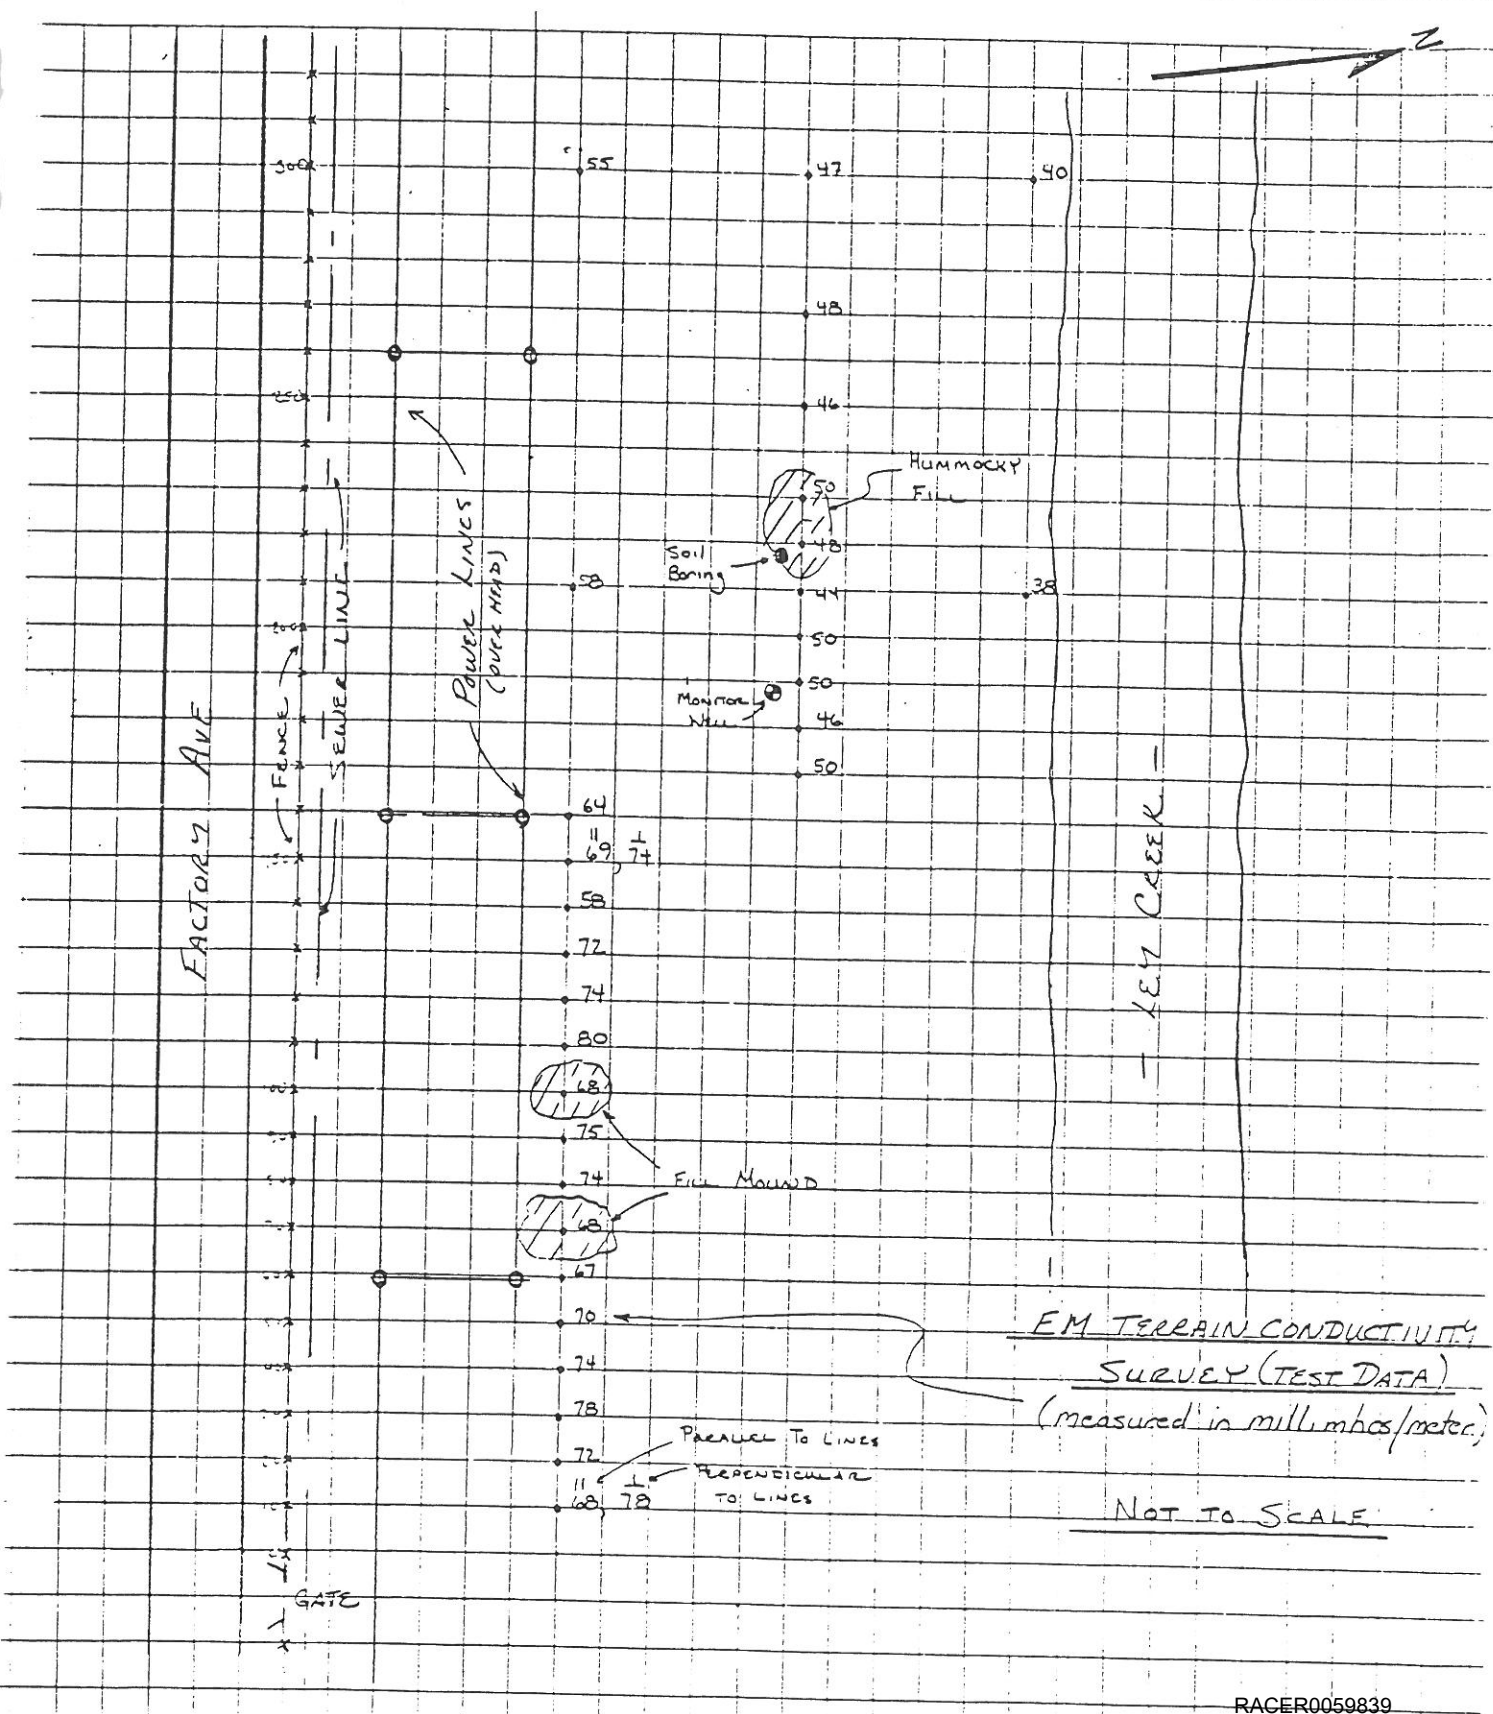 N
300
55
47
40
48
250
46
HUMMOCKY
FILL
50
48
Soil
Boring
58
44
38
200
50
50
MONITOR
WELL
46
50
POWER LINES
(OVER HEAD)
SEWER LINE
FENCE
FACTORY AVE
- LEY CREEK -
64
|| ⊥
69, 74
58
72
74
80
68
75
74
FILL MOUND
68
67
70
EM TERRAIN CONDUCTIVITY
SURVEY (TEST DATA)
(measured in millimhos/meter)
74
78
PARALLEL TO LINES
72
PERPENDICULAR
TO LINES
|| ⊥
68, 78
NOT TO SCALE
GATE
RACER0059839